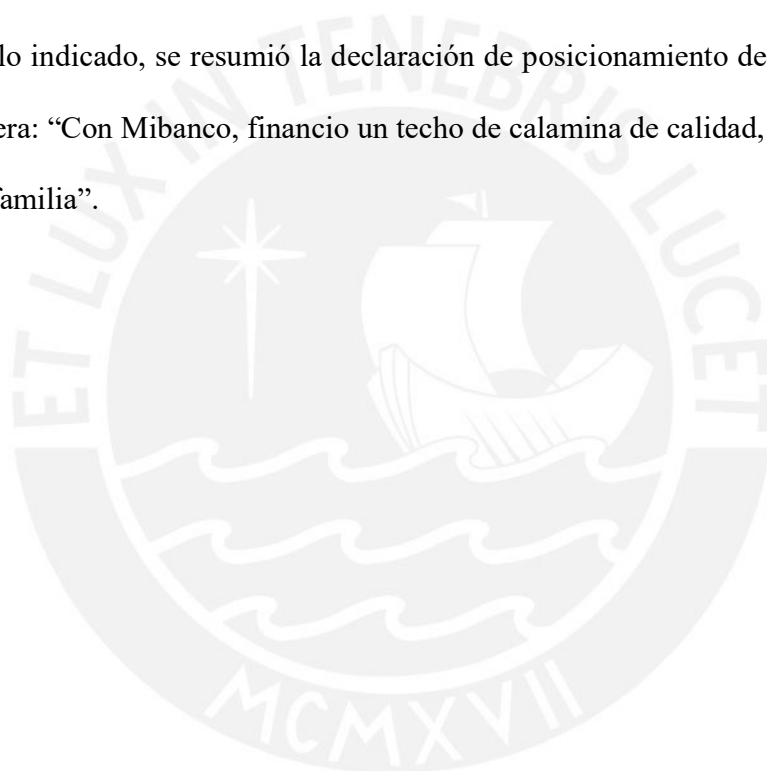 lo indicado, se resumió la declaración de posicionamiento de
era: “Con Mibanco, financio un techo de calamina de calidad,
familia”.
ET LUX IN TENEBRIS LUCET
MCMXVII